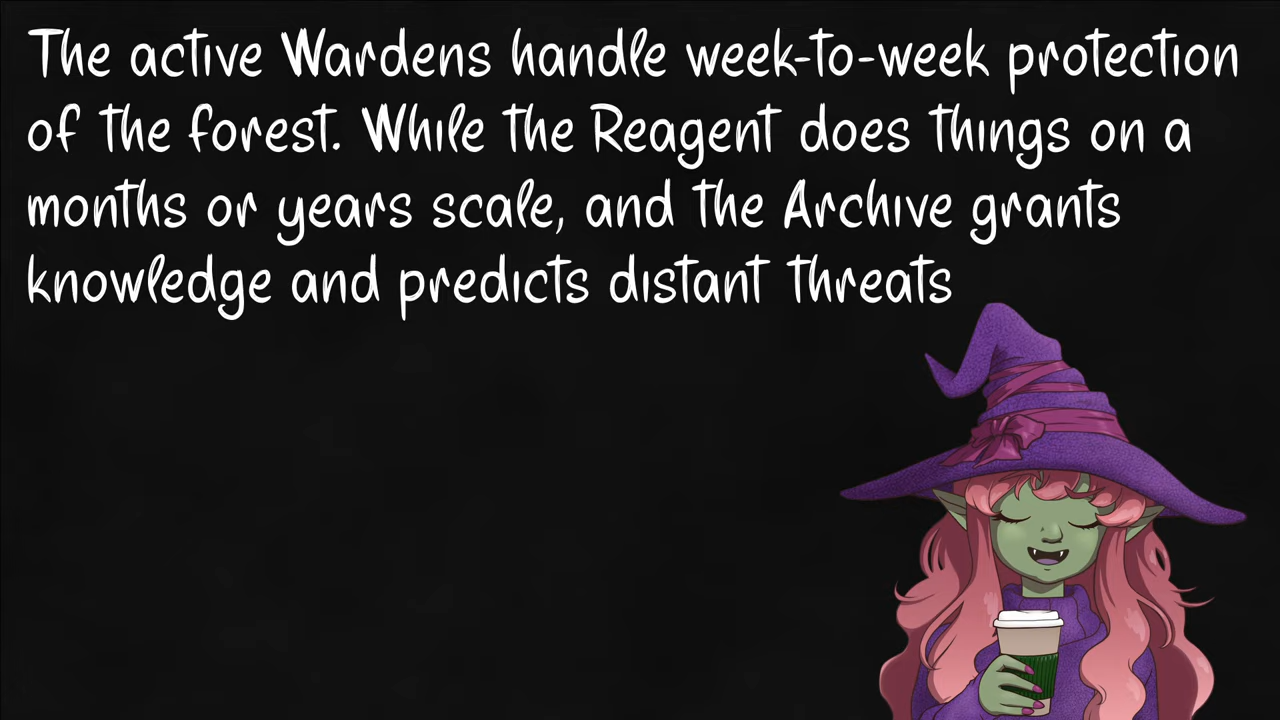 The active Wardens handle week-to-week protection
of the forest. While the Reagent does things on a
months or years scale, and the Archive grants
knowledge and predicts distant threats